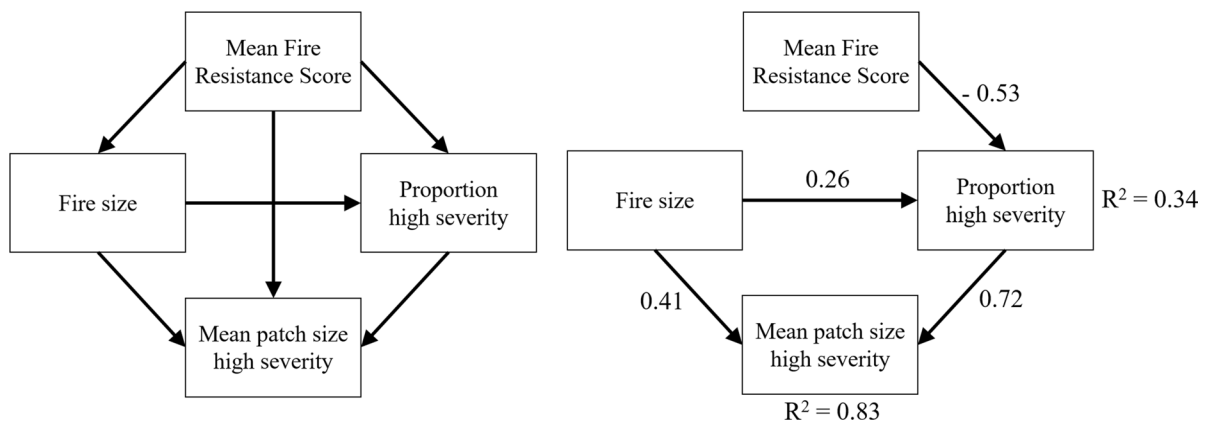 Mean Fire
Resistance Score
Fire size
Proportion
high severity
Mean patch size
high severity
Mean Fire
Resistance Score
- 0.53
Fire size
0.26
Proportion
high severity
R² = 0.34
0.41
0.72
Mean patch size
high severity
R² = 0.83